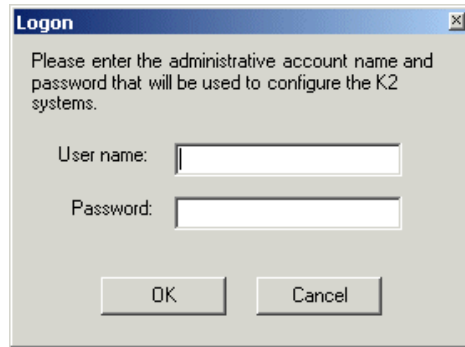 Logon
Please enter the administrative account name and
password that will be used to configure the K2
systems.
User name:
Password:
OK Cancel